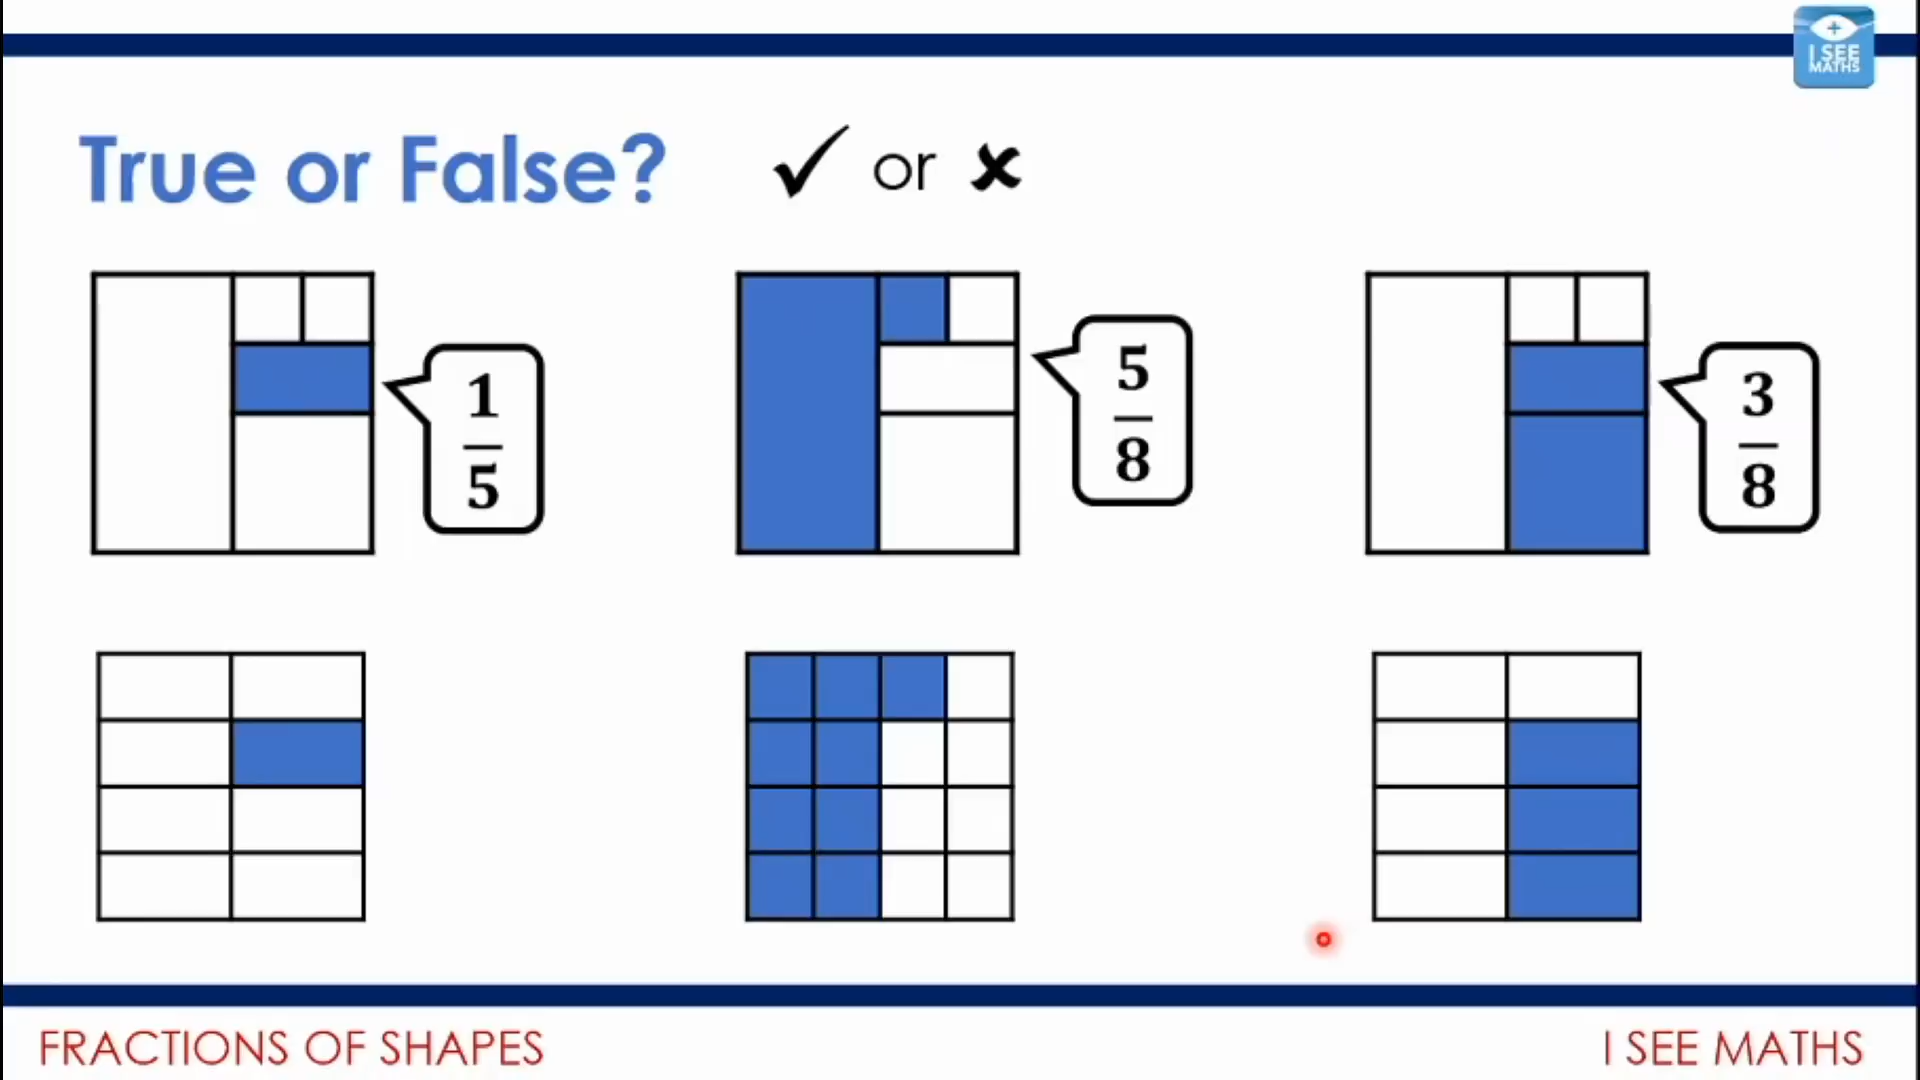 I SEE
MATHS
True or False? ✓ or ✘
1
5
5
8
3
8
FRACTIONS OF SHAPES
I SEE MATHS